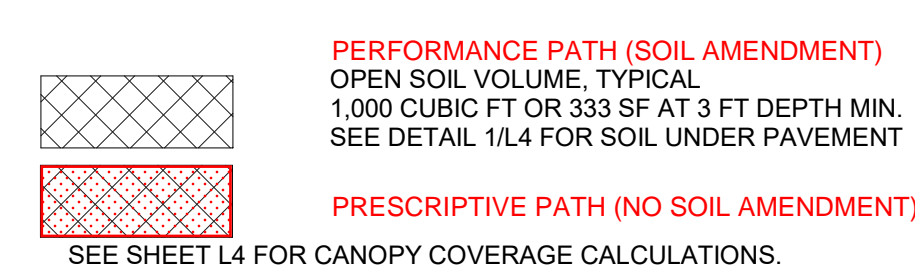 PERFORMANCE PATH (SOIL AMENDMENT)
OPEN SOIL VOLUME, TYPICAL
1,000 CUBIC FT OR 333 SF AT 3 FT DEPTH MIN.
SEE DETAIL 1/L4 FOR SOIL UNDER PAVEMENT
PRESCRIPTIVE PATH (NO SOIL AMENDMENT)
SEE SHEET L4 FOR CANOPY COVERAGE CALCULATIONS.